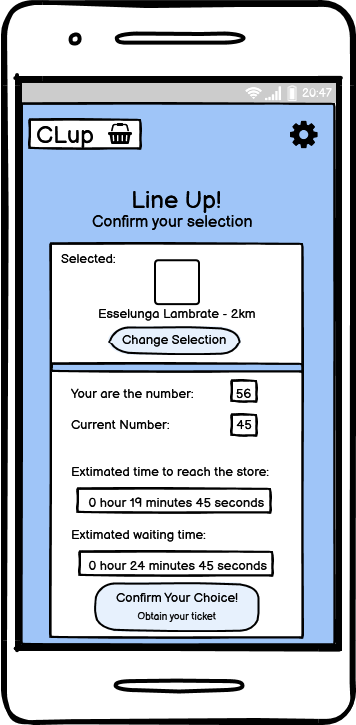 20:47
CLup
Line Up!
Confirm your selection
Selected:
Esselunga Lambrate - 2km
Change Selection
Your are the number: 56
Current Number: 45
Extimated time to reach the store:
0 hour 19 minutes 45 seconds
Extimated waiting time:
0 hour 24 minutes 45 seconds
Confirm Your Choice!
Obtain your ticket